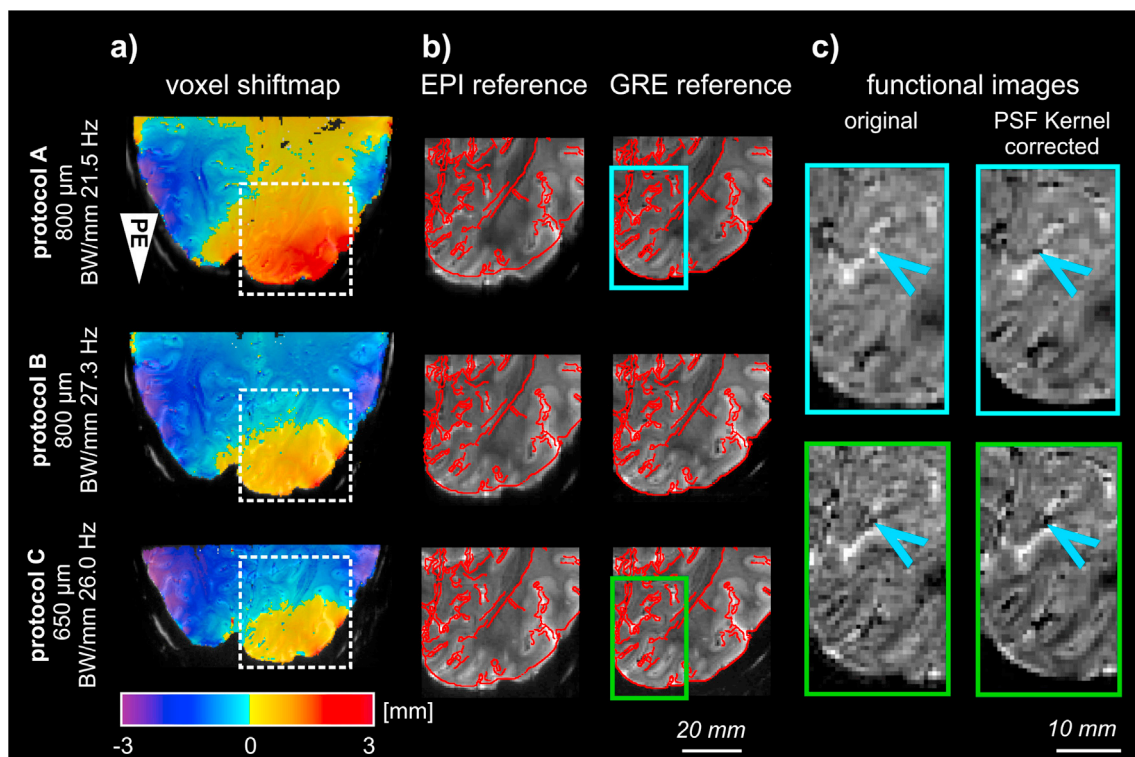 a)
voxel shiftmap
b)
EPI reference
GRE reference
c)
functional images
original
PSF Kernel
corrected
protocol A
800 µm
BW/mm 21.5 Hz
PE
protocol B
800 µm
BW/mm 27.3 Hz
protocol C
650 µm
BW/mm 26.0 Hz
[mm]
-3
0
3
20 mm
10 mm